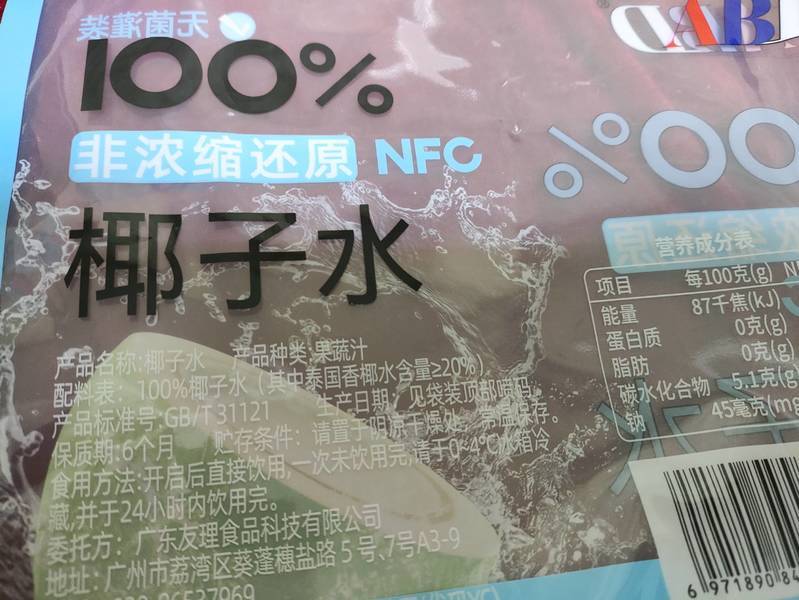 无菌灌装
100%
非浓缩还原 NFC
椰子水
产品名称:椰子水 产品种类:果蔬汁
配料表：100%椰子水（其中泰国香椰水含量≥20%）
产品标准号:GB/T 31121 生产日期：见袋装顶部喷码。
保质期:6个月 贮存条件：请置于阴凉干燥处，常温保存。
食用方法:开启后直接饮用,一次未饮用完,请于0~4℃冰箱冷
藏,并于24小时内饮用完。
委托方：广东友理食品科技有限公司
地址：广州市荔湾区葵蓬穗盐路5号、7号A3-9
营养成分表
项目 每100克(g)
能量 87千焦(kJ)
蛋白质 0克(g)
脂肪 0克(g)
碳水化合物 5.1克(g)
钠 45毫克(mg
6 971890 84